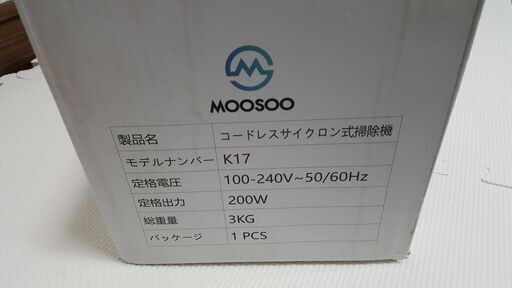 MOOSOO
製品名 コードレスサイクロン式掃除機
モデルナンバー K17
定格電圧 100-240V~50/60Hz
定格出力 200W
総重量 3KG
パッケージ 1 PCS